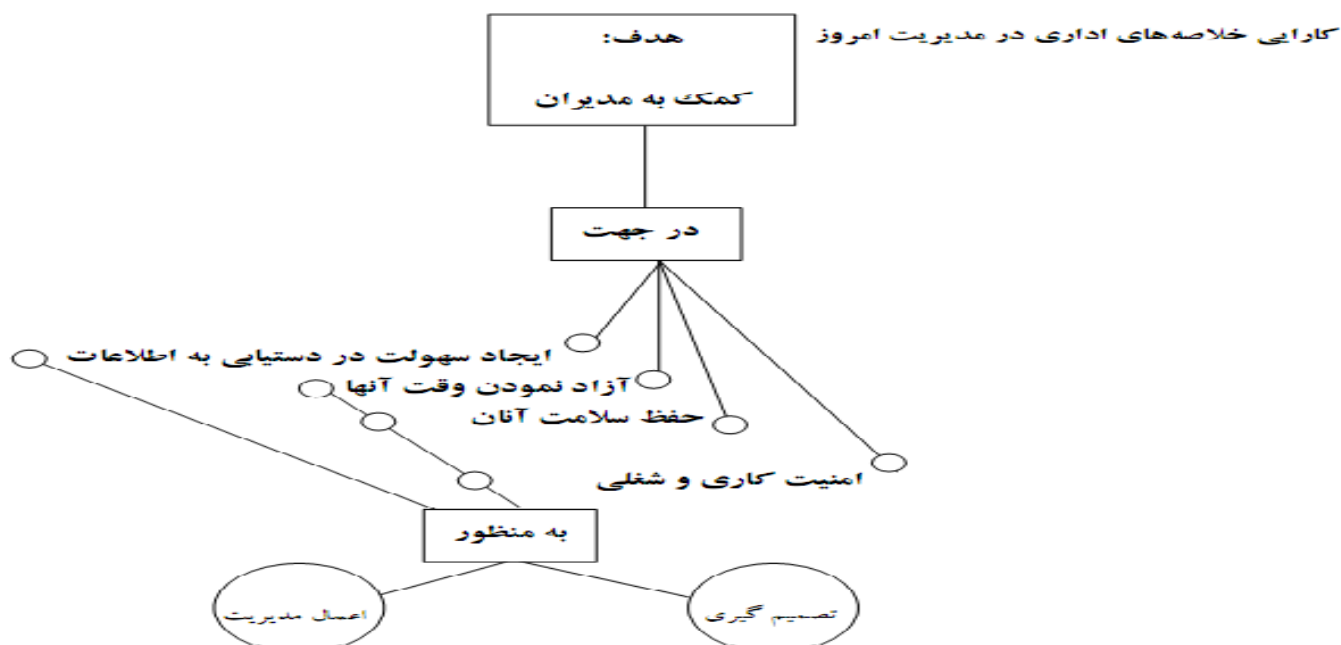 کارایی خلاصه‌های اداری در مدیریت امروز
هدف:
کمک به مدیران
در جهت
ایجاد سهولت در دستیابی به اطلاعات
آزاد نمودن وقت آنها
حفظ سلامت آنان
امنیت کاری و شغلی
به منظور
تصمیم گیری
اعمال مدیریت